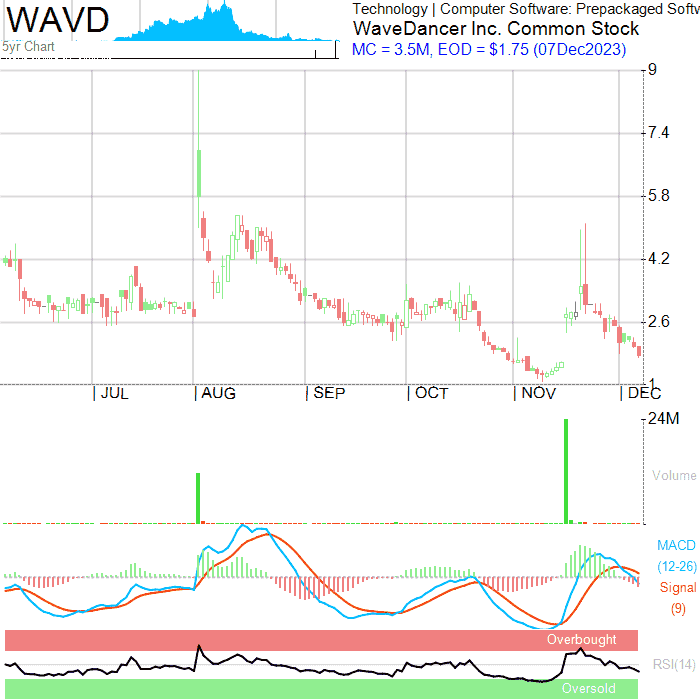 WAVD
5yr Chart
Technology | Computer Software: Prepackaged Softw
WaveDancer Inc. Common Stock
MC = 3.5M, EOD = $1.75 (07Dec2023)
9
7.4
5.8
4.2
2.6
1
JUL AUG SEP OCT NOV DEC
24M
Volume
MACD
(12-26)
Signal
(9)
Overbought
RSI(14)
Oversold